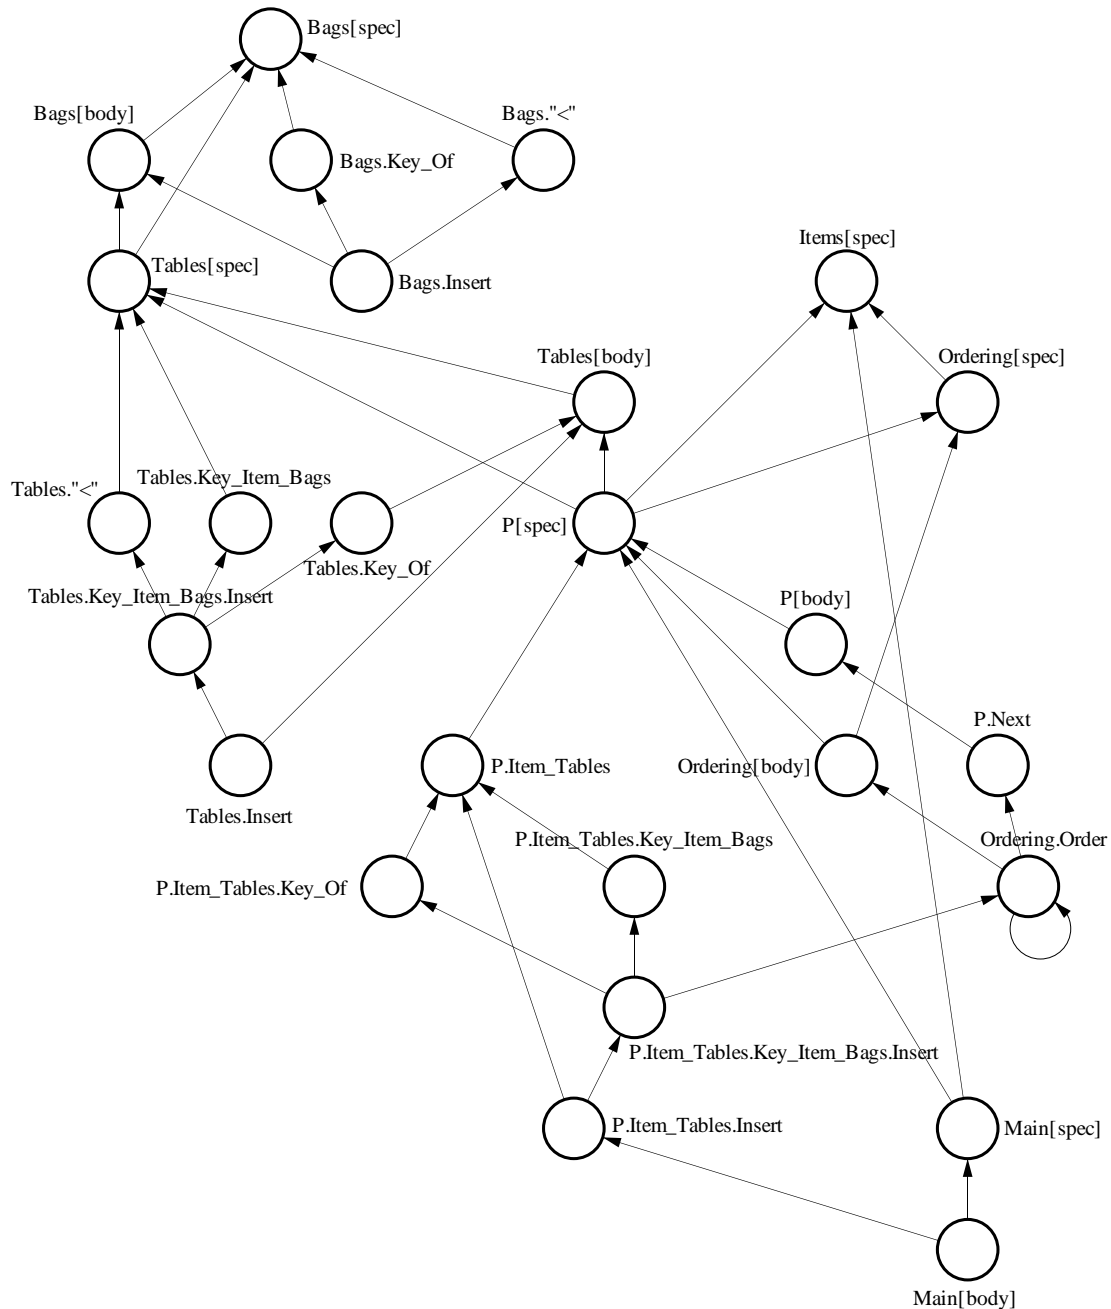 Bags[spec]
Bags[body]
Bags."<"
Bags.Key_Of
Items[spec]
Tables[spec]
Bags.Insert
Tables[body]
Ordering[spec]
Tables.Key_Item_Bags
Tables."<"
P[spec]
Tables.Key_Of
Tables.Key_Item_Bags.Insert
P[body]
P.Next
P.Item_Tables
Ordering[body]
Tables.Insert
P.Item_Tables.Key_Item_Bags
Ordering.Order
P.Item_Tables.Key_Of
P.Item_Tables.Key_Item_Bags.Insert
P.Item_Tables.Insert
Main[spec]
Main[body]